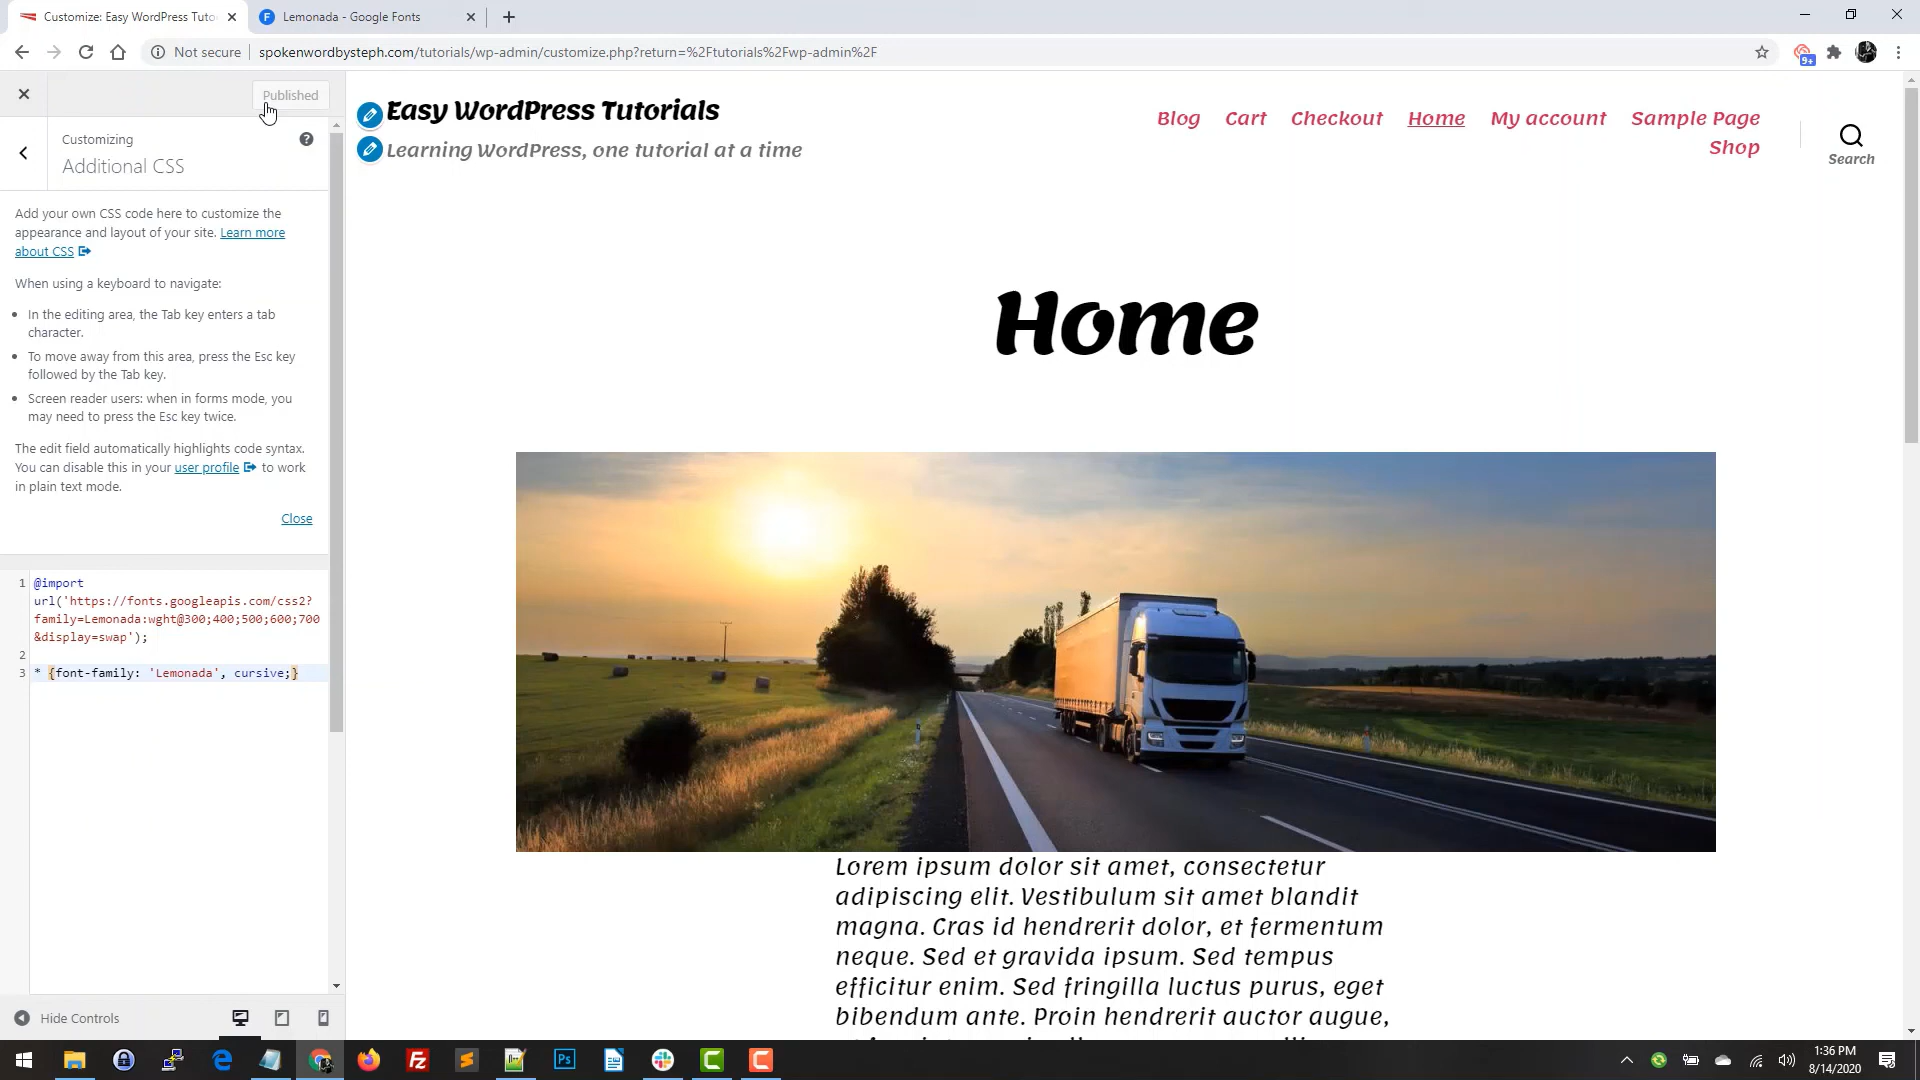 Customize: Easy WordPress Tuto
Lemonada - Google Fonts
Not secure
spokenwordbysteph.com/tutorials/wp-admin/customize.php?return=%2Ftutorials%2Fwp-admin%2F
9+
Published
Customizing
Additional CSS
Add your own CSS code here to customize the
appearance and layout of your site. Learn more
about CSS
When using a keyboard to navigate:
In the editing area, the Tab key enters a tab
character.
To move away from this area, press the Esc key
followed by the Tab key.
Screen reader users: when in forms mode, you
may need to press the Esc key twice.
The edit field automatically highlights code syntax.
You can disable this in your user profile to work
in plain text mode.
Close
1 @import
url('https://fonts.googleapis.com/css2?
family=Lemonada:wght@300;400;500;600;700
&display=swap');
2
3 * {font-family: 'Lemonada', cursive;}
Hide Controls
Easy WordPress Tutorials
Learning WordPress, one tutorial at a time
Blog Cart Checkout Home My account Sample Page
Shop
Search
Home
Lorem ipsum dolor sit amet, consectetur
adipiscing elit. Vestibulum sit amet blandit
magna. Cras id hendrerit dolor, et fermentum
neque. Sed et gravida ipsum. Sed tempus
efficitur enim. Sed fringilla luctus purus, eget
bibendum ante. Proin hendrerit auctor augue,
Fz
Ps
1:36 PM
8/14/2020